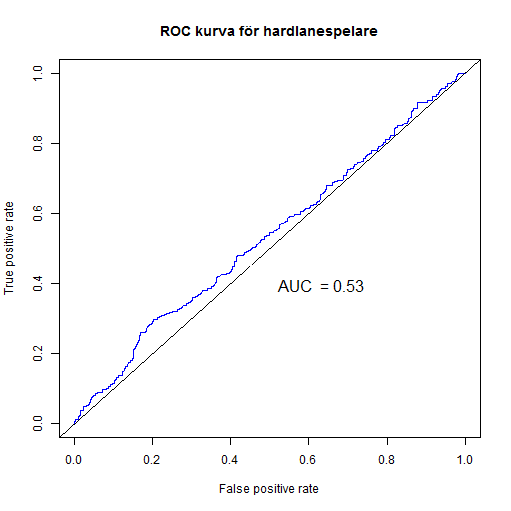 ROC kurva för hardlanespelare
True positive rate
1.0
0.8
0.6
0.4
0.2
0.0
AUC = 0.53
0.0 0.2 0.4 0.6 0.8 1.0
False positive rate